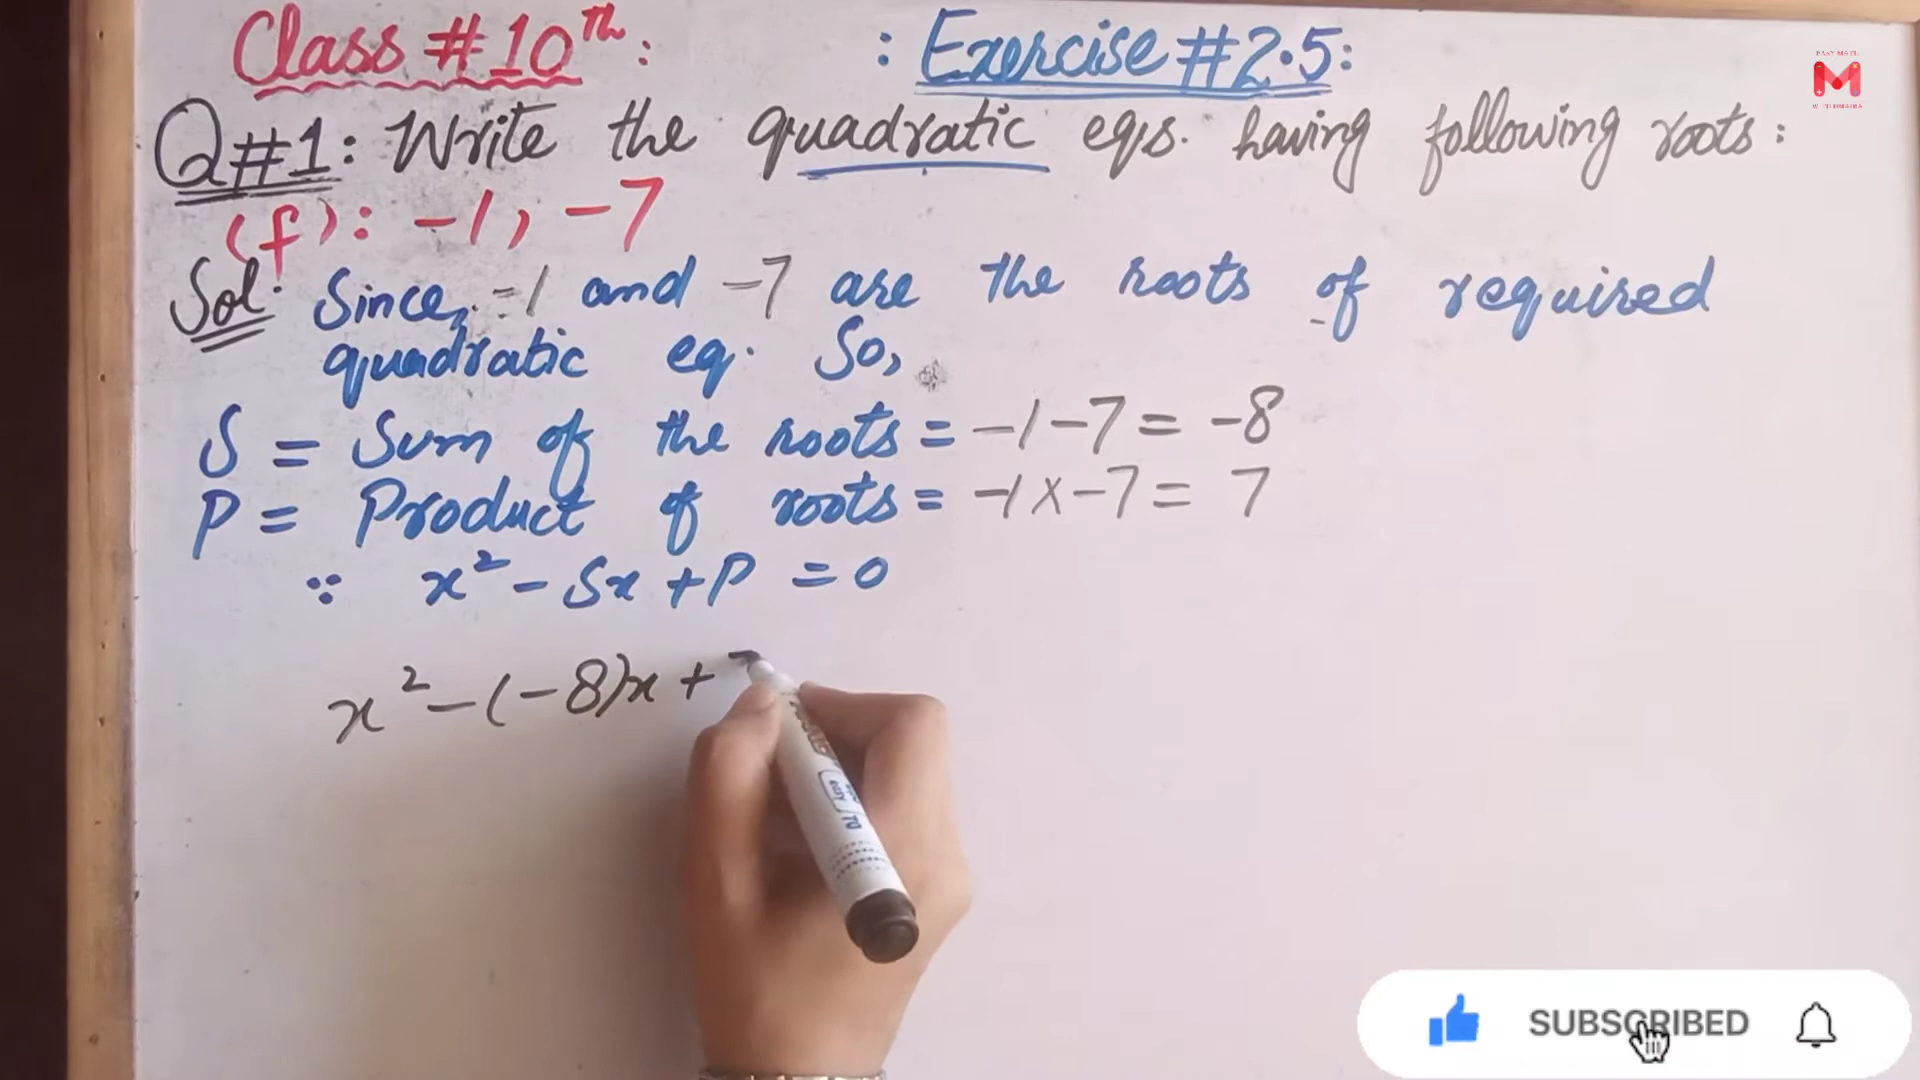 Class #10th:
: Exercise #2.5:
Q#1: Write the quadratic eqs. having following roots:
(f): -1, -7
Sol: Since, -1 and -7 are the roots of required
quadratic eq. So,
S = Sum of the roots = -1-7 = -8
P = Product of roots = -1 x -7 = 7
∵ x² - Sx + P = 0
x² - (-8)x +
M
SUBSCRIBED